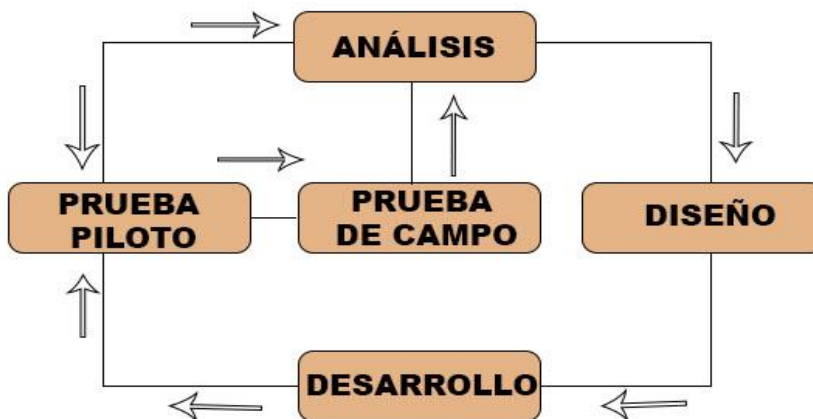 ANÁLISIS
PRUEBA
PILOTO
PRUEBA
DE CAMPO
DISEÑO
DESARROLLO